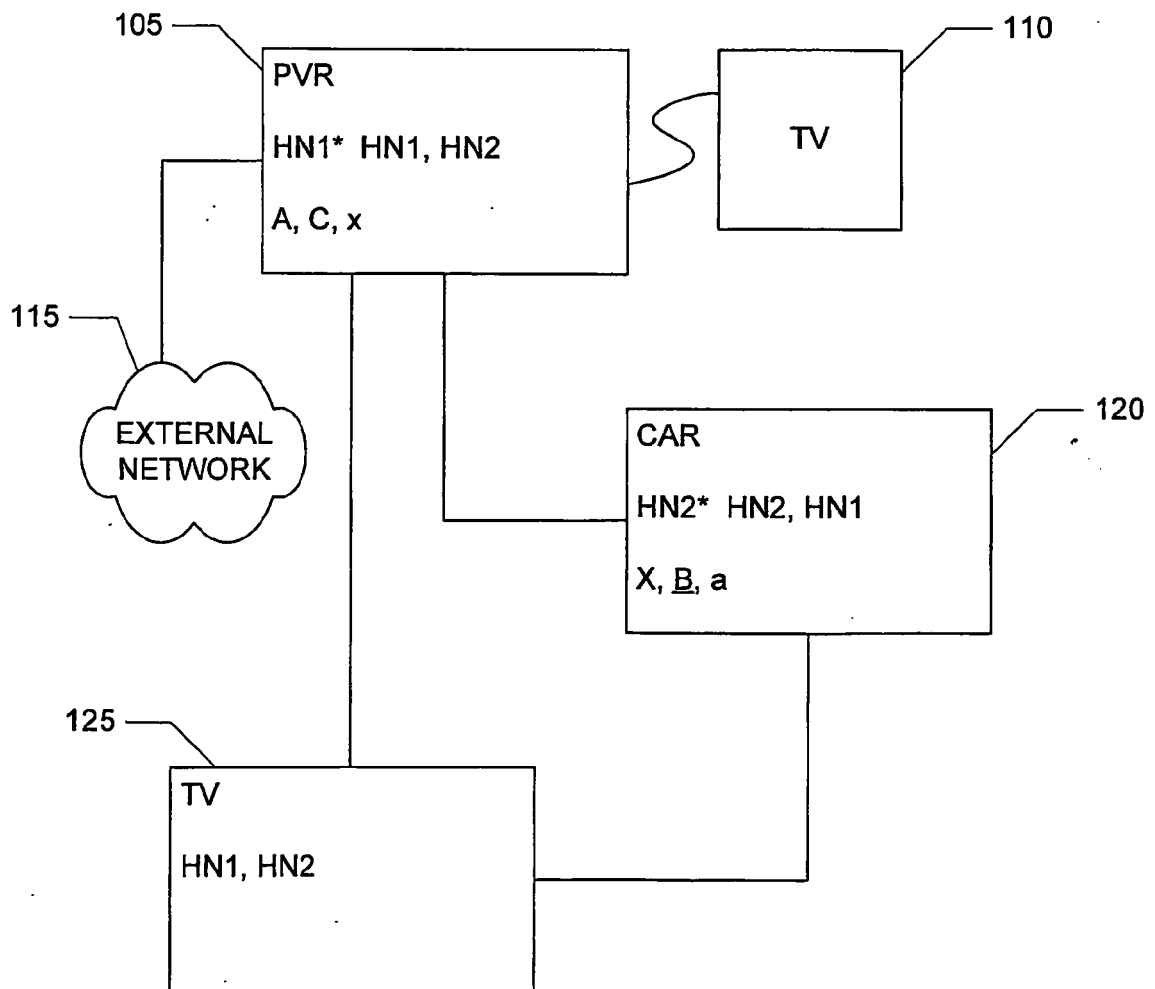 105
110
PVR
HN1* HN1, HN2
A, C, x
TV
115
EXTERNAL
NETWORK
120
CAR
HN2* HN2, HN1
X, B, a
125
TV
HN1, HN2